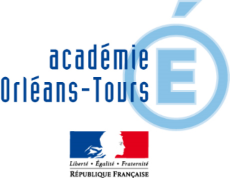 académie
Orléans-Tours
É
Liberté • Égalité • Fraternité
RÉPUBLIQUE FRANÇAISE